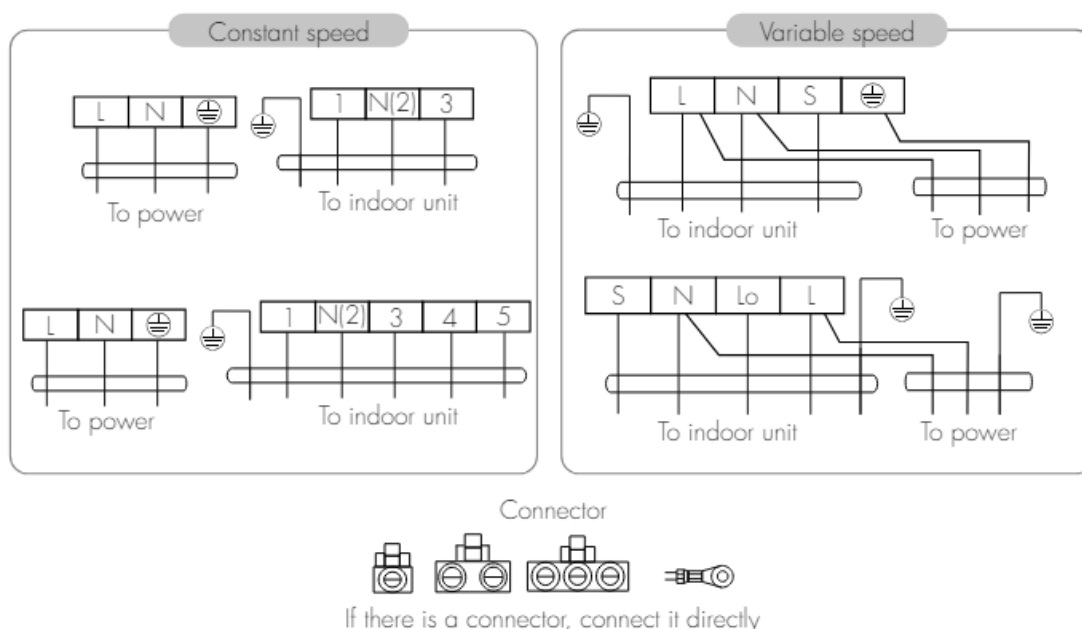 Constant speed
L N
1 N(2) 3
To power
To indoor unit
L N
1 N(2) 3 4 5
To power
To indoor unit
Variable speed
L N S
To indoor unit
To power
S N Lo L
To indoor unit
To power
Connector
If there is a connector, connect it directly